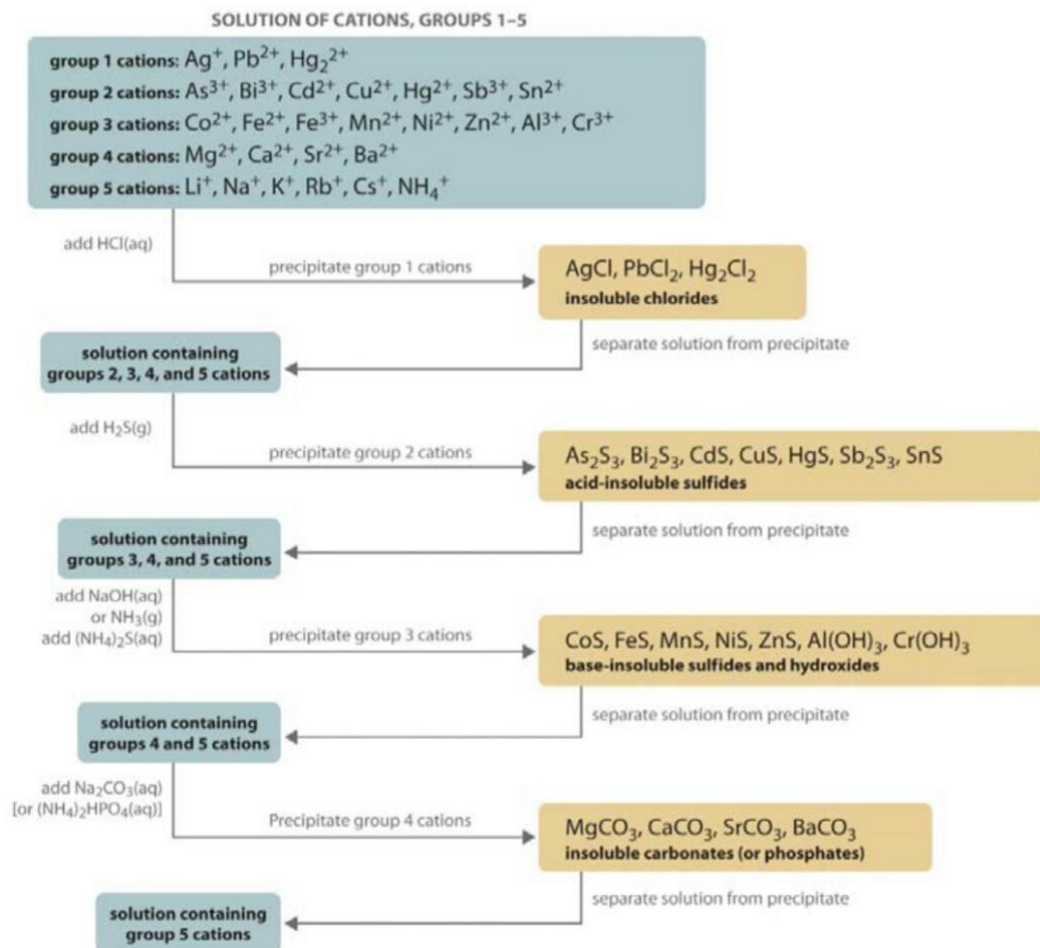 SOLUTION OF CATIONS, GROUPS 1–5
group 1 cations: Ag⁺, Pb²⁺, Hg₂²⁺
group 2 cations: As³⁺, Bi³⁺, Cd²⁺, Cu²⁺, Hg²⁺, Sb³⁺, Sn²⁺
group 3 cations: Co²⁺, Fe²⁺, Fe³⁺, Mn²⁺, Ni²⁺, Zn²⁺, Al³⁺, Cr³⁺
group 4 cations: Mg²⁺, Ca²⁺, Sr²⁺, Ba²⁺
group 5 cations: Li⁺, Na⁺, K⁺, Rb⁺, Cs⁺, NH₄⁺
add HCl(aq)
precipitate group 1 cations
AgCl, PbCl₂, Hg₂Cl₂
insoluble chlorides
separate solution from precipitate
solution containing
groups 2, 3, 4, and 5 cations
add H₂S(g)
precipitate group 2 cations
As₂S₃, Bi₂S₃, CdS, CuS, HgS, Sb₂S₃, SnS
acid-insoluble sulfides
separate solution from precipitate
solution containing
groups 3, 4, and 5 cations
add NaOH(aq)
or NH₃(g)
add (NH₄)₂S(aq)
precipitate group 3 cations
CoS, FeS, MnS, NiS, ZnS, Al(OH)₃, Cr(OH)₃
base-insoluble sulfides and hydroxides
separate solution from precipitate
solution containing
groups 4 and 5 cations
add Na₂CO₃(aq)
[or (NH₄)₂HPO₄(aq)]
Precipitate group 4 cations
MgCO₃, CaCO₃, SrCO₃, BaCO₃
insoluble carbonates (or phosphates)
separate solution from precipitate
solution containing
group 5 cations